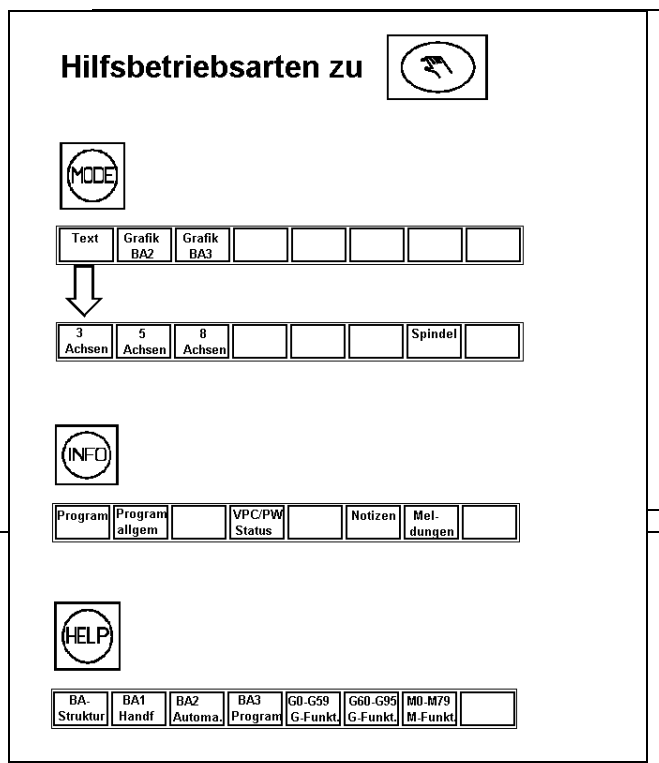 Hilfsbetriebsarten zu
MODE
Text Grafik Grafik
BA2 BA3
3 5 8 Spindel
Achsen Achsen Achsen
INFO
Program Program VPC/PW Notizen Mel-
allgem Status dungen
HELP
BA- BA1 BA2 BA3 G0-G59 G60-G95 M0-M79
Struktur Handf Automa. Program G-Funkt. G-Funkt. M-Funkt.